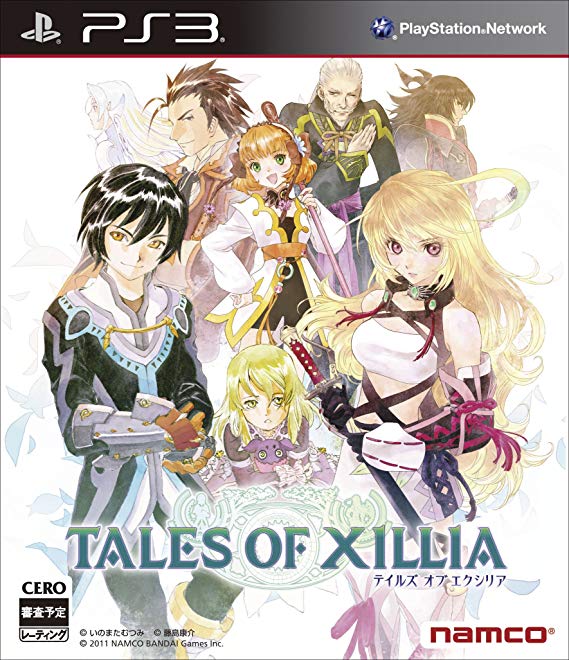 PS3
PlayStation®Network
TALES OF XILLIA
テイルズ オブ エクシリア
CERO
審査予定
レーティング
© いのまたむつみ © 藤島康介
© 2011 NAMCO BANDAI Games Inc.
namco®